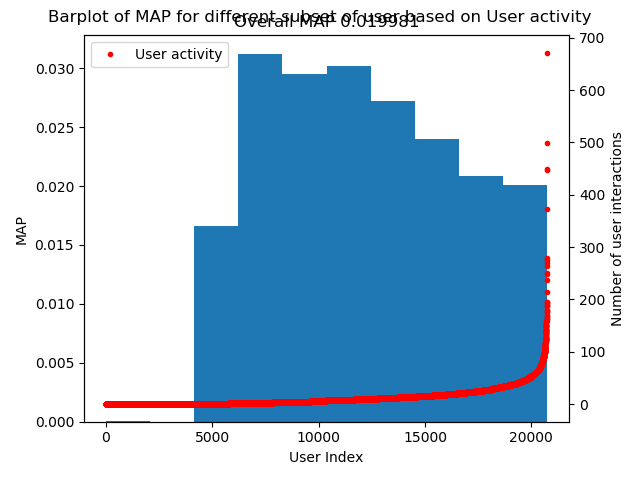 Barplot of MAP for different subset of user based on User activity
Overall MAP 0.019981
User activity
0.030
0.025
0.020
0.015
0.010
0.005
0.000
MAP
700
600
500
400
300
200
100
0
Number of user interactions
0 5000 10000 15000 20000
User Index